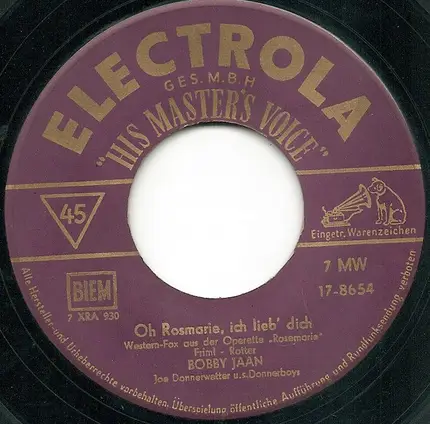 ELECTROLA
GES.M.B.H
"HIS MASTER'S VOICE"
45
Eingetr. Warenzeichen
BIEM
7 XRA 930
7 MW
17-8654
Oh Rosmarie, ich lieb' dich
Western-Fox aus der Operette „Rosemarie"
Friml - Rotter
BOBBY JAAN
Joe Donnerwetter u.s. Donnerboys
Alle Hersteller- und Urheberrechte vorbehalten. Überspielung, öffentliche Aufführung und Rundfunksendung verboten